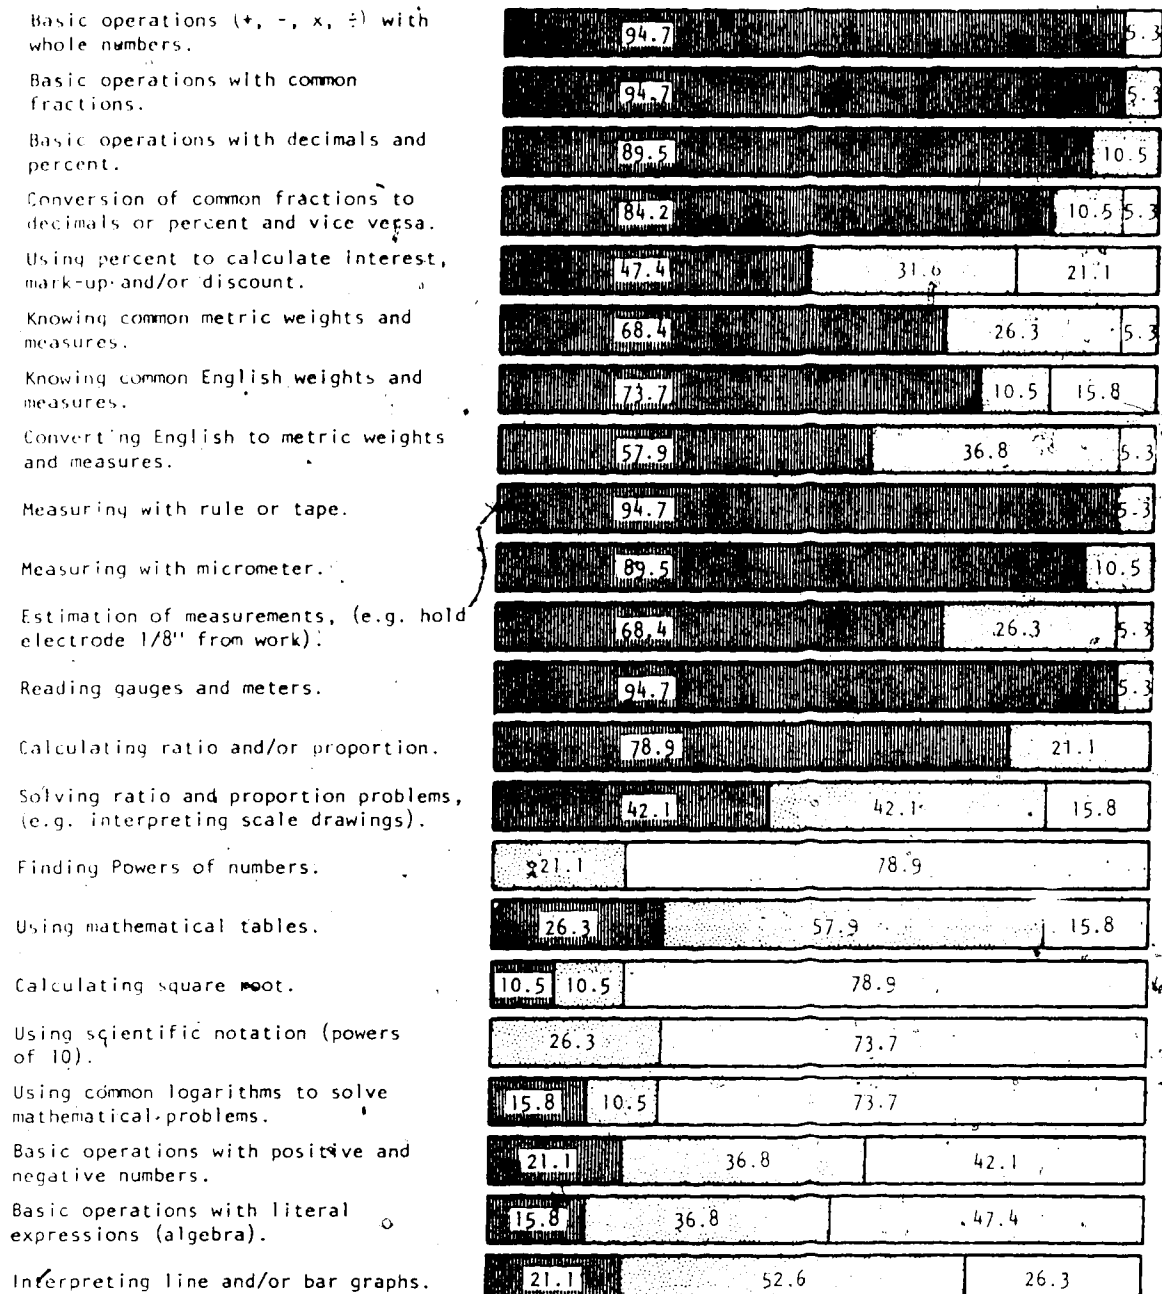 Basic operations (+, -, x, ÷) with
whole numbers.
94.7 5.3
Basic operations with common
fractions.
94.7 5.3
Basic operations with decimals and
percent.
89.5 10.5
Conversion of common fractions to
decimals or percent and vice versa.
84.2 10.5 5.3
Using percent to calculate interest,
mark-up and/or discount.
47.4 31.6 21.1
Knowing common metric weights and
measures.
68.4 26.3 5.3
Knowing common English weights and
measures.
73.7 10.5 15.8
Converting English to metric weights
and measures.
57.9 36.8 5.3
Measuring with rule or tape.
94.7 5.3
Measuring with micrometer.
89.5 10.5
Estimation of measurements, (e.g. hold
electrode 1/8" from work).
68.4 26.3 5.3
Reading gauges and meters.
94.7 5.3
Calculating ratio and/or proportion.
78.9 21.1
Solving ratio and proportion problems,
(e.g. interpreting scale drawings).
42.1 42.1 15.8
Finding Powers of numbers.
21.1 78.9
Using mathematical tables.
26.3 57.9 15.8
Calculating square root.
10.5 10.5 78.9
Using scientific notation (powers
of 10).
26.3 73.7
Using common logarithms to solve
mathematical problems.
15.8 10.5 73.7
Basic operations with positive and
negative numbers.
21.1 36.8 42.1
Basic operations with literal
expressions (algebra).
15.8 36.8 47.4
Interpreting line and/or bar graphs.
21.1 52.6 26.3